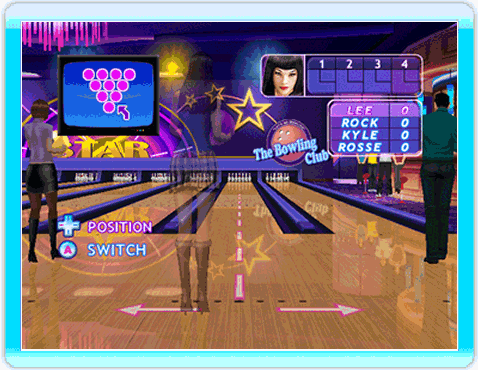 1 2 3 4
LEE 0
ROCK 0
KYLE 0
ROSSE 0
STAR
The Bowling
Club
POSITION
A SWITCH